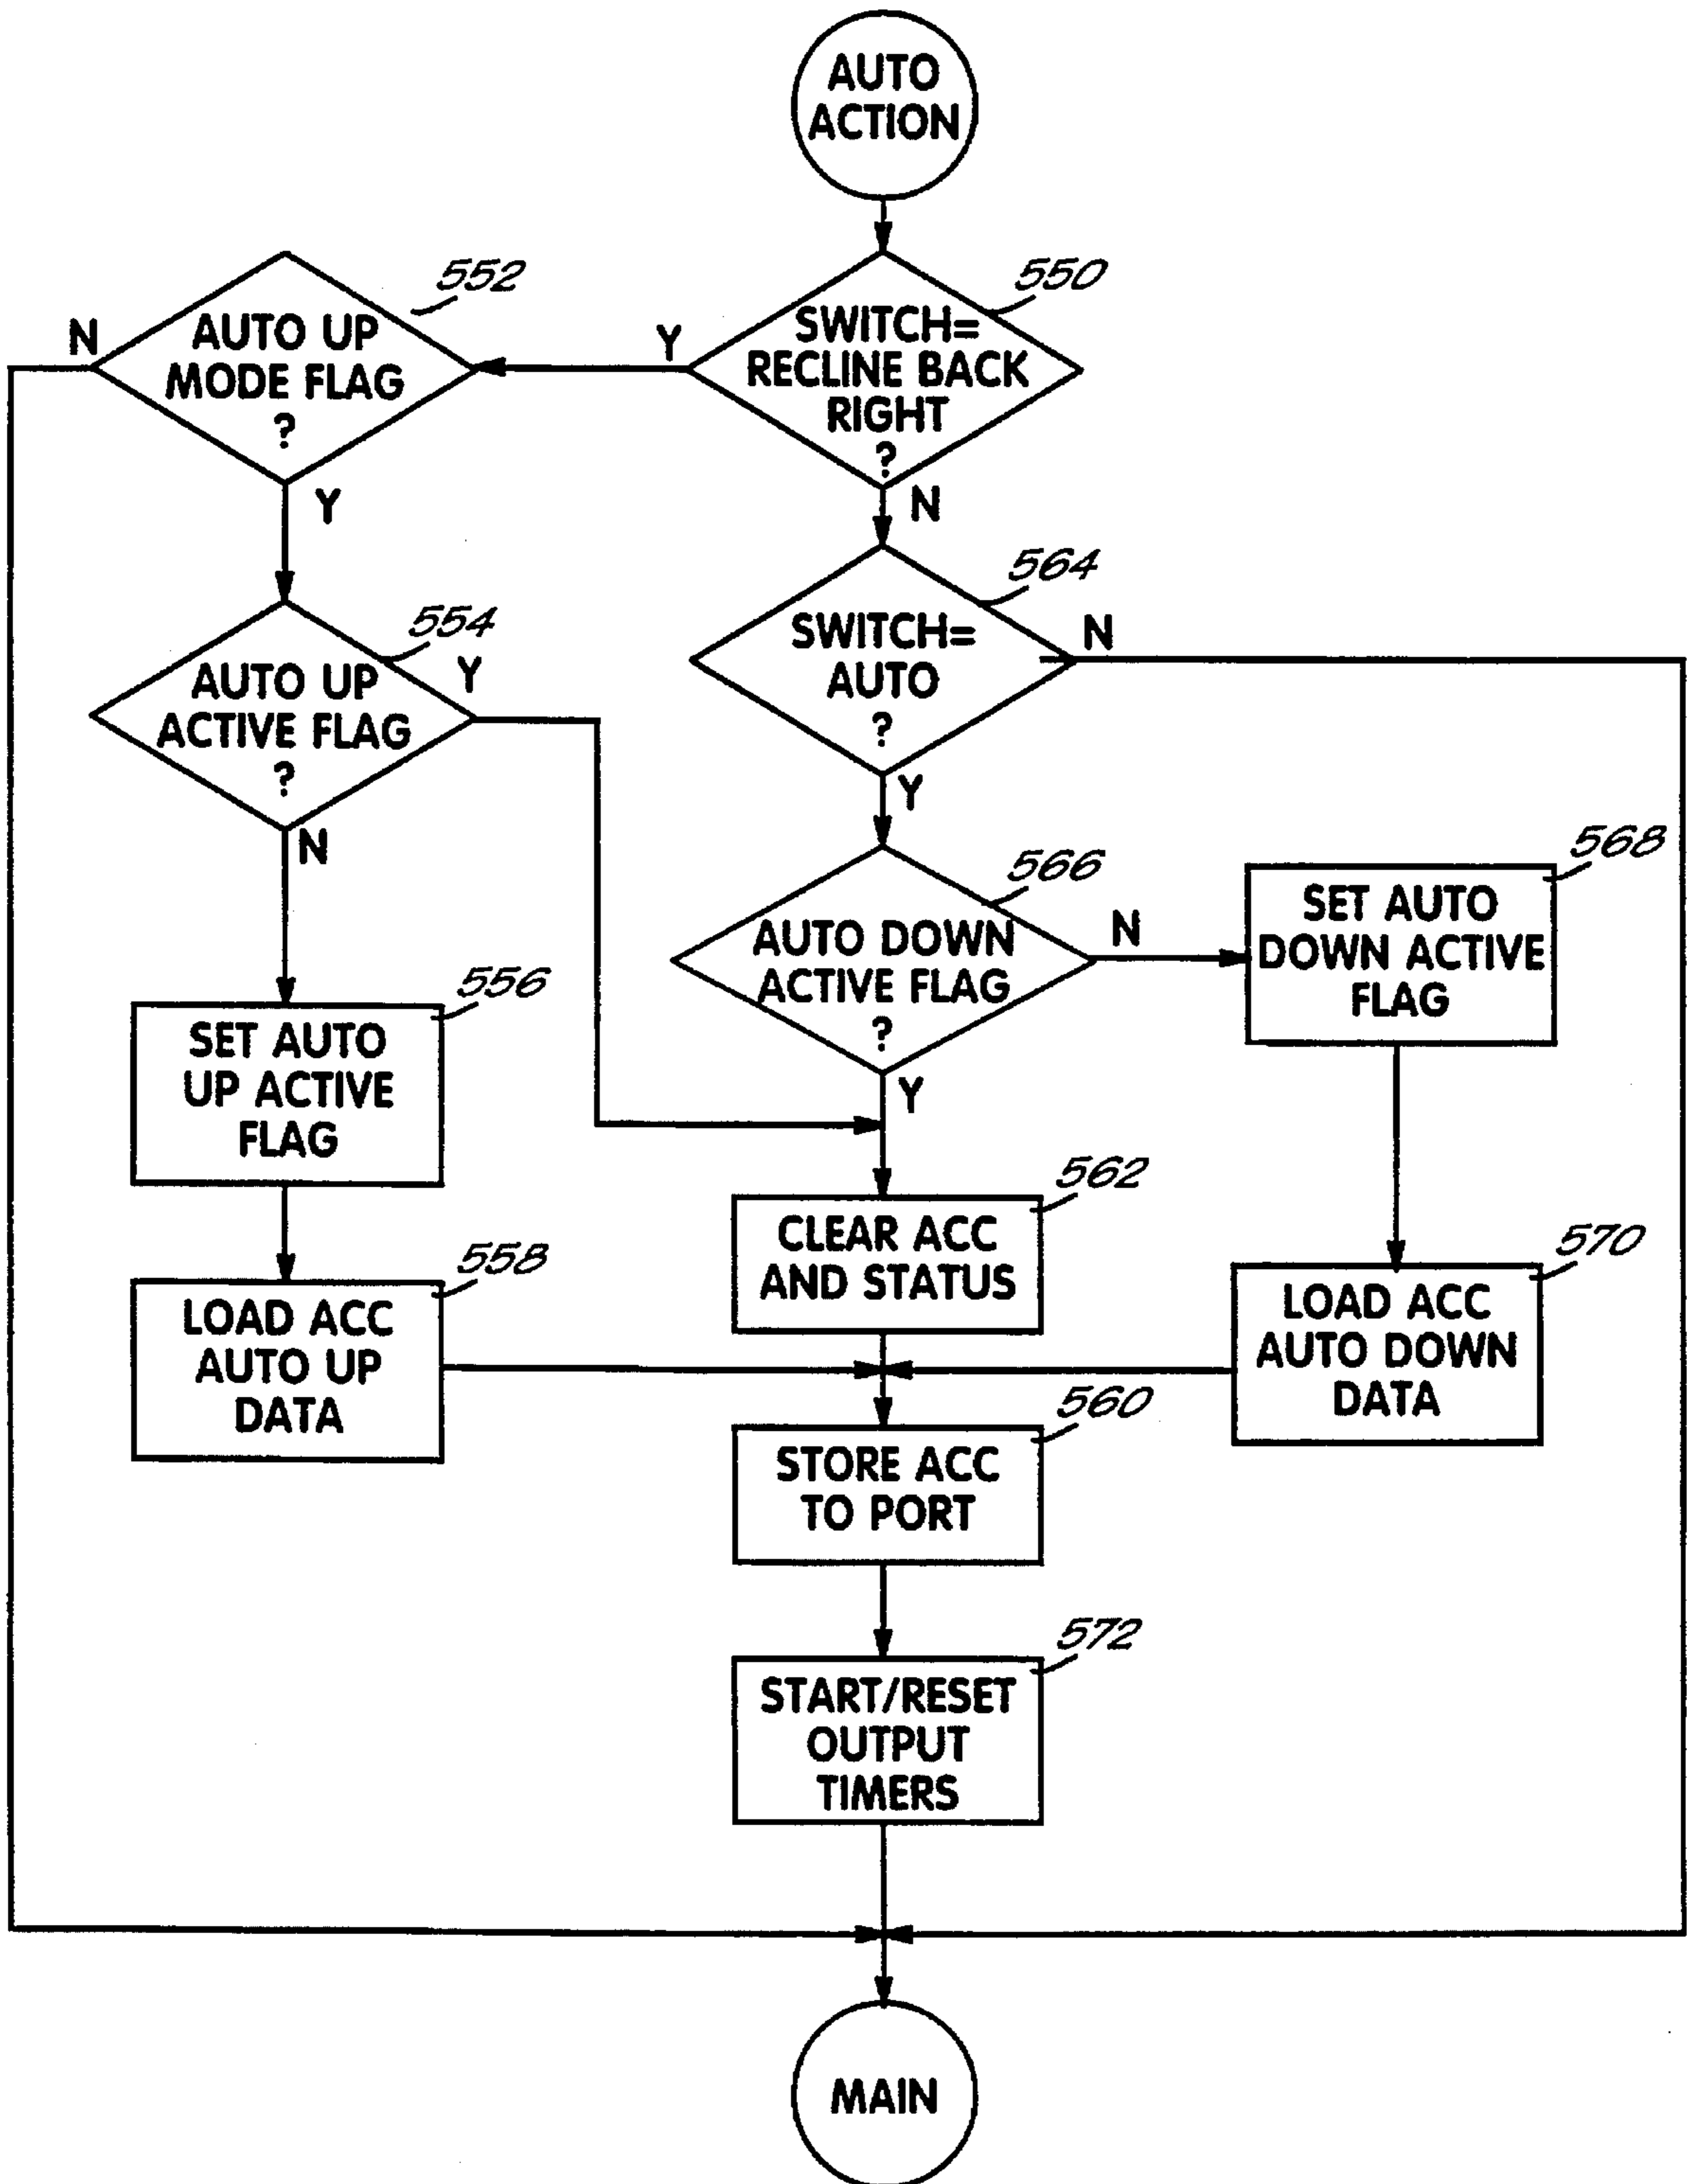 AUTO
ACTION
550
SWITCH=
RECLINE BACK
RIGHT
?
Y
N
552
AUTO UP
MODE FLAG
?
N
Y
554
AUTO UP
ACTIVE FLAG
?
Y
N
556
SET AUTO
UP ACTIVE
FLAG
558
LOAD ACC
AUTO UP
DATA
564
SWITCH=
AUTO
?
N
Y
566
AUTO DOWN
ACTIVE FLAG
?
N
Y
568
SET AUTO
DOWN ACTIVE
FLAG
570
LOAD ACC
AUTO DOWN
DATA
562
CLEAR ACC
AND STATUS
560
STORE ACC
TO PORT
572
START/RESET
OUTPUT
TIMERS
MAIN